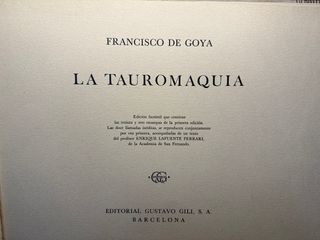 FRANCISCO DE GOYA
LA TAUROMAQUIA
Edición facsímil que contiene
las treinta y tres estampas de la primera edición.
Las diez llamadas inéditas, se reproducen conjuntamente
por vez primera, acompañadas de un texto
del profesor ENRIQUE LAFUENTE FERRARI,
de la Academia de San Fernando.
EDITORIAL GUSTAVO GILI, S. A.
BARCELONA